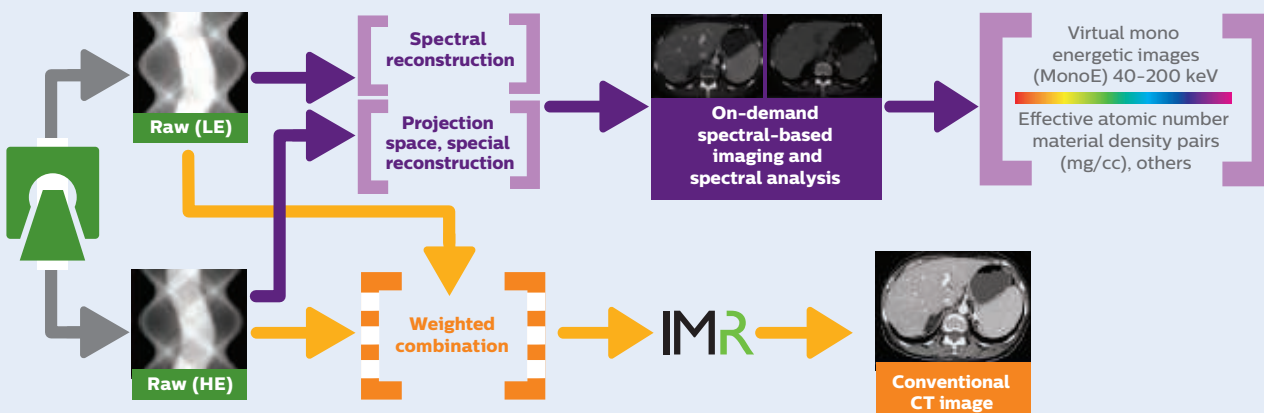 Raw (LE)
Spectral
reconstruction
Projection
space, special
reconstruction
On-demand
spectral-based
imaging and
spectral analysis
Virtual mono
energetic images
(MonoE) 40-200 keV
Effective atomic number
material density pairs
(mg/cc), others
Raw (HE)
Weighted
combination
IMR
Conventional
CT image